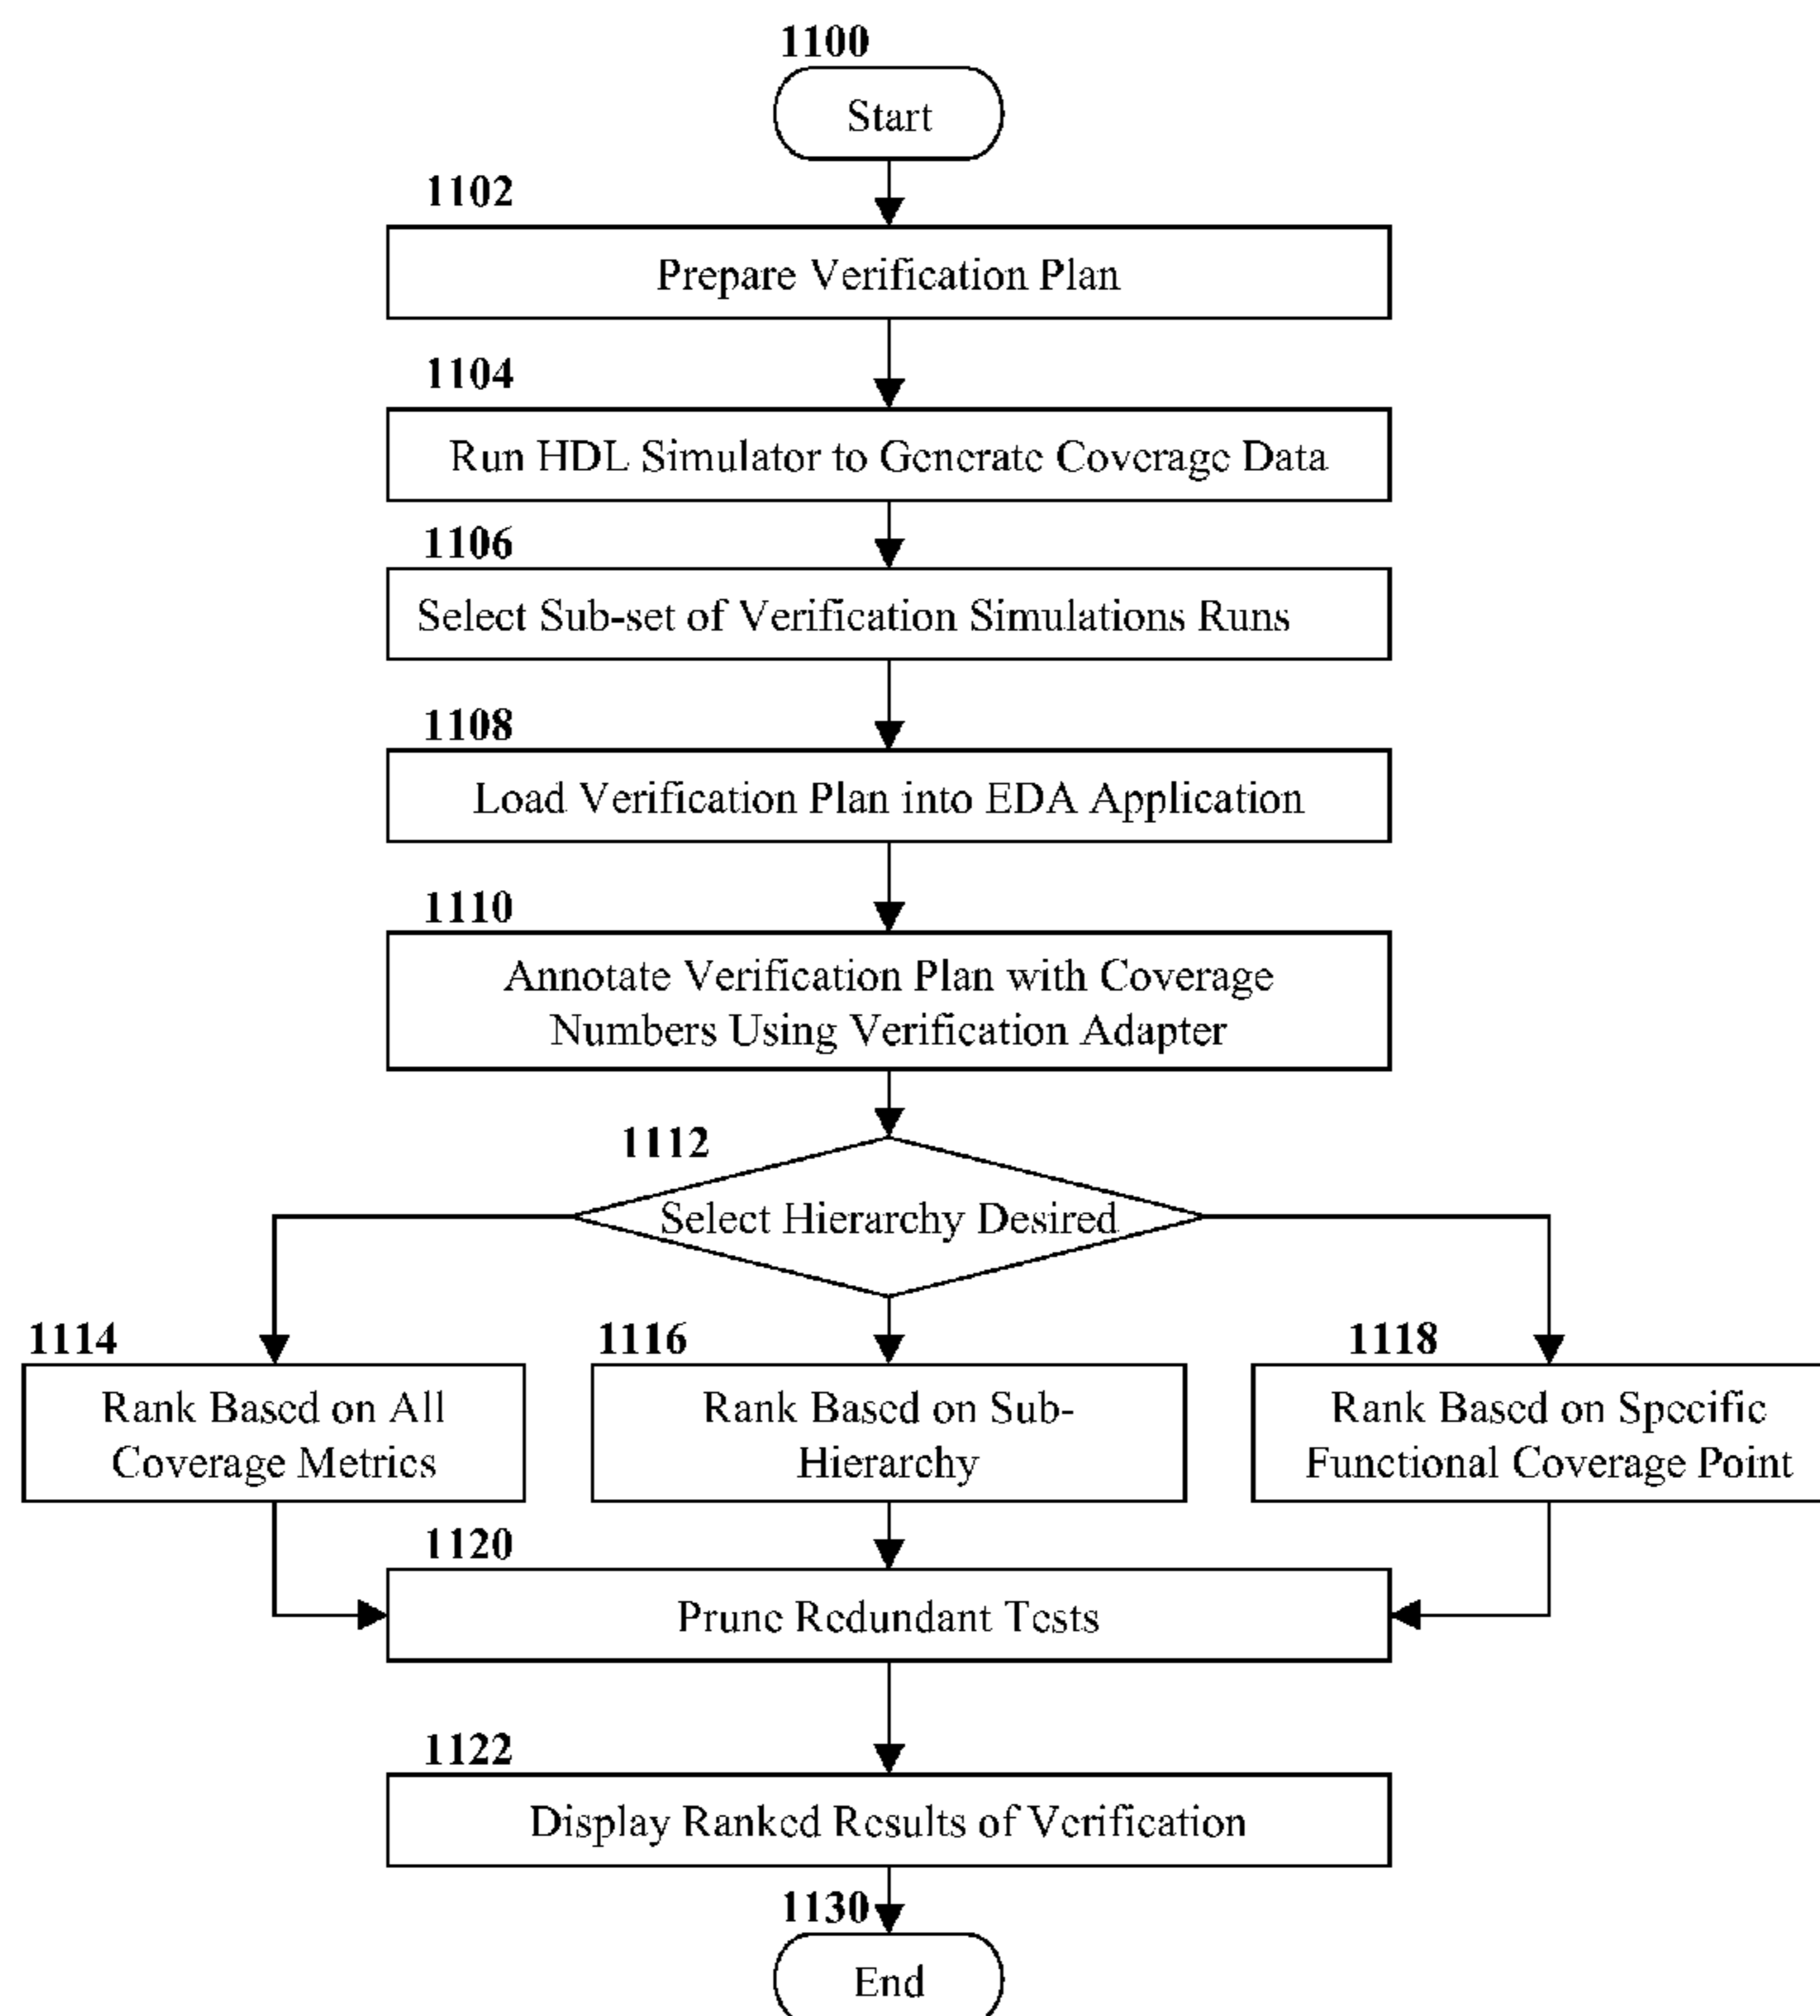 1100
Start
1102
Prepare Verification Plan
1104
Run HDL Simulator to Generate Coverage Data
1106
Select Sub-set of Verification Simulations Runs
1108
Load Verification Plan into EDA Application
1110
Annotate Verification Plan with Coverage
Numbers Using Verification Adapter
1112
Select Hierarchy Desired
1114
Rank Based on All
Coverage Metrics
1116
Rank Based on Sub-
Hierarchy
1118
Rank Based on Specific
Functional Coverage Point
1120
Prune Redundant Tests
1122
Display Ranked Results of Verification
1130
End